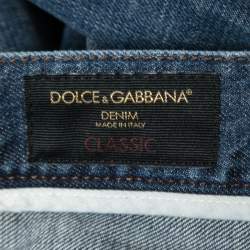 DOLCE & GABBANA®
DENIM
MADE IN ITALY
CLASSIC